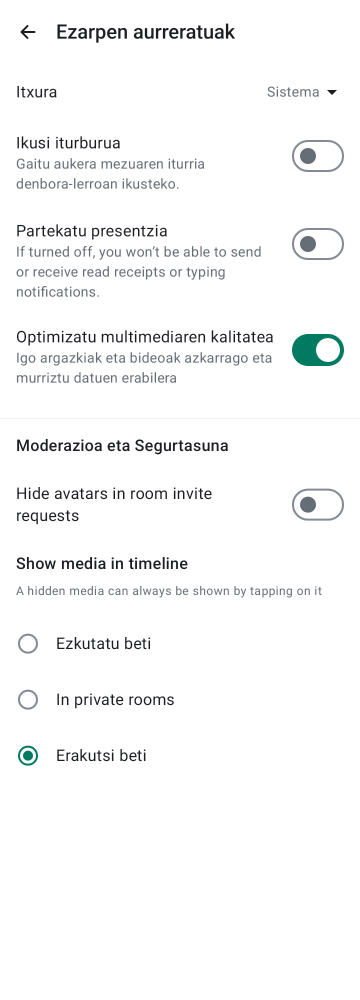 Ezarpen aurreratuak
Itxura
Sistema
Ikusi iturburua
Gaitu aukera mezuaren iturria
denbora-lerroan ikusteko.
Partekatu presentzia
If turned off, you won't be able to send
or receive read receipts or typing
notifications.
Optimizatu multimediaren kalitatea
Igo argazkiak eta bideoak azkarrago eta
murriztu datuen erabilera
Moderazioa eta Segurtasuna
Hide avatars in room invite
requests
Show media in timeline
A hidden media can always be shown by tapping on it
Ezkutatu beti
In private rooms
Erakutsi beti